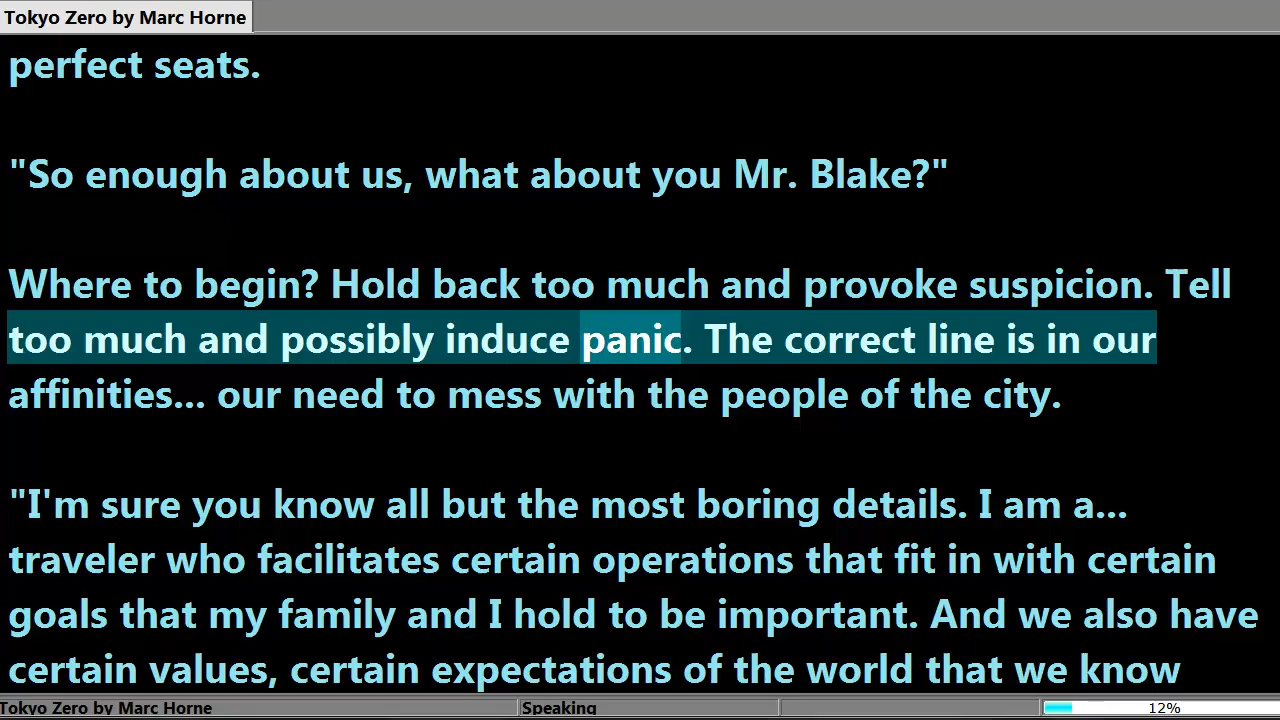 Tokyo Zero by Marc Horne
perfect seats.
"So enough about us, what about you Mr. Blake?"
Where to begin? Hold back too much and provoke suspicion. Tell
too much and possibly induce panic. The correct line is in our
affinities... our need to mess with the people of the city.
"I'm sure you know all but the most boring details. I am a...
traveler who facilitates certain operations that fit in with certain
goals that my family and I hold to be important. And we also have
certain values, certain expectations of the world that we know
Tokyo Zero by Marc Horne Speaking 12%